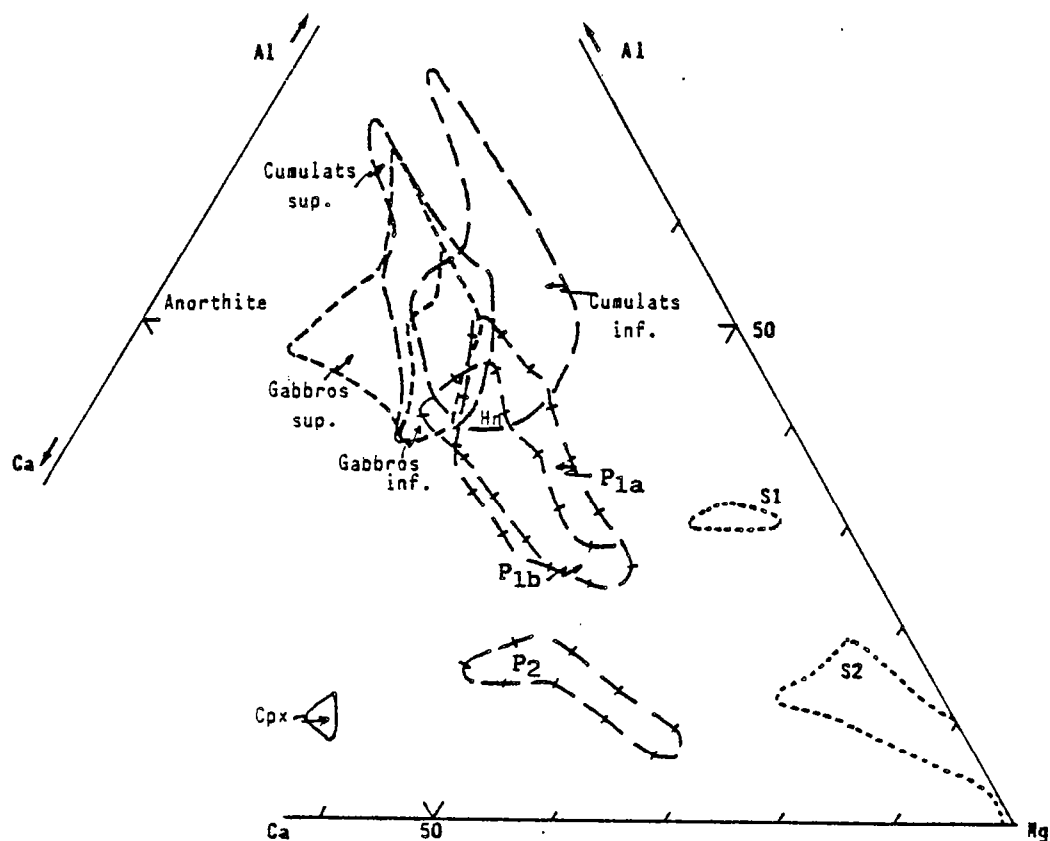 Al
Al
Cumulats
sup.
Anorthite
Cumulats
inf.
50
Gabbros
sup.
Hn
Gabbros
inf.
Ca
P1a
S1
P1b
P2
S2
Cpx
Ca
50
Mg